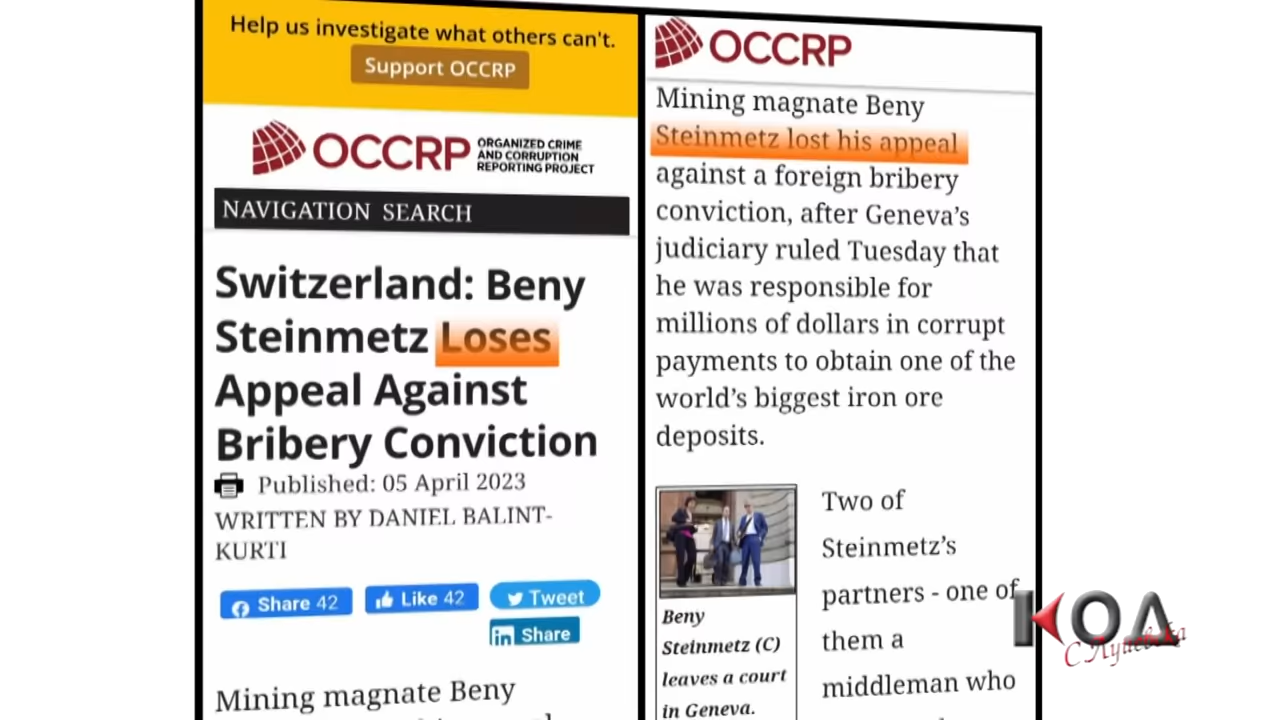 Help us investigate what others can't.
Support OCCRP
OCCRP
ORGANIZED CRIME
AND CORRUPTION
REPORTING PROJECT
NAVIGATION SEARCH
Switzerland: Beny
Steinmetz Loses
Appeal Against
Bribery Conviction
Published: 05 April 2023
WRITTEN BY DANIEL BALINT-
KURTI
Share 42
Like 42
Tweet
Share
Mining magnate Beny
OCCRP
Mining magnate Beny
Steinmetz lost his appeal
against a foreign bribery
conviction, after Geneva’s
judiciary ruled Tuesday that
he was responsible for
millions of dollars in corrupt
payments to obtain one of the
world’s biggest iron ore
deposits.
Beny
Steinmetz (C)
leaves a court
in Geneva.
Two of
Steinmetz’s
partners - one of
them a
middleman who
КОД